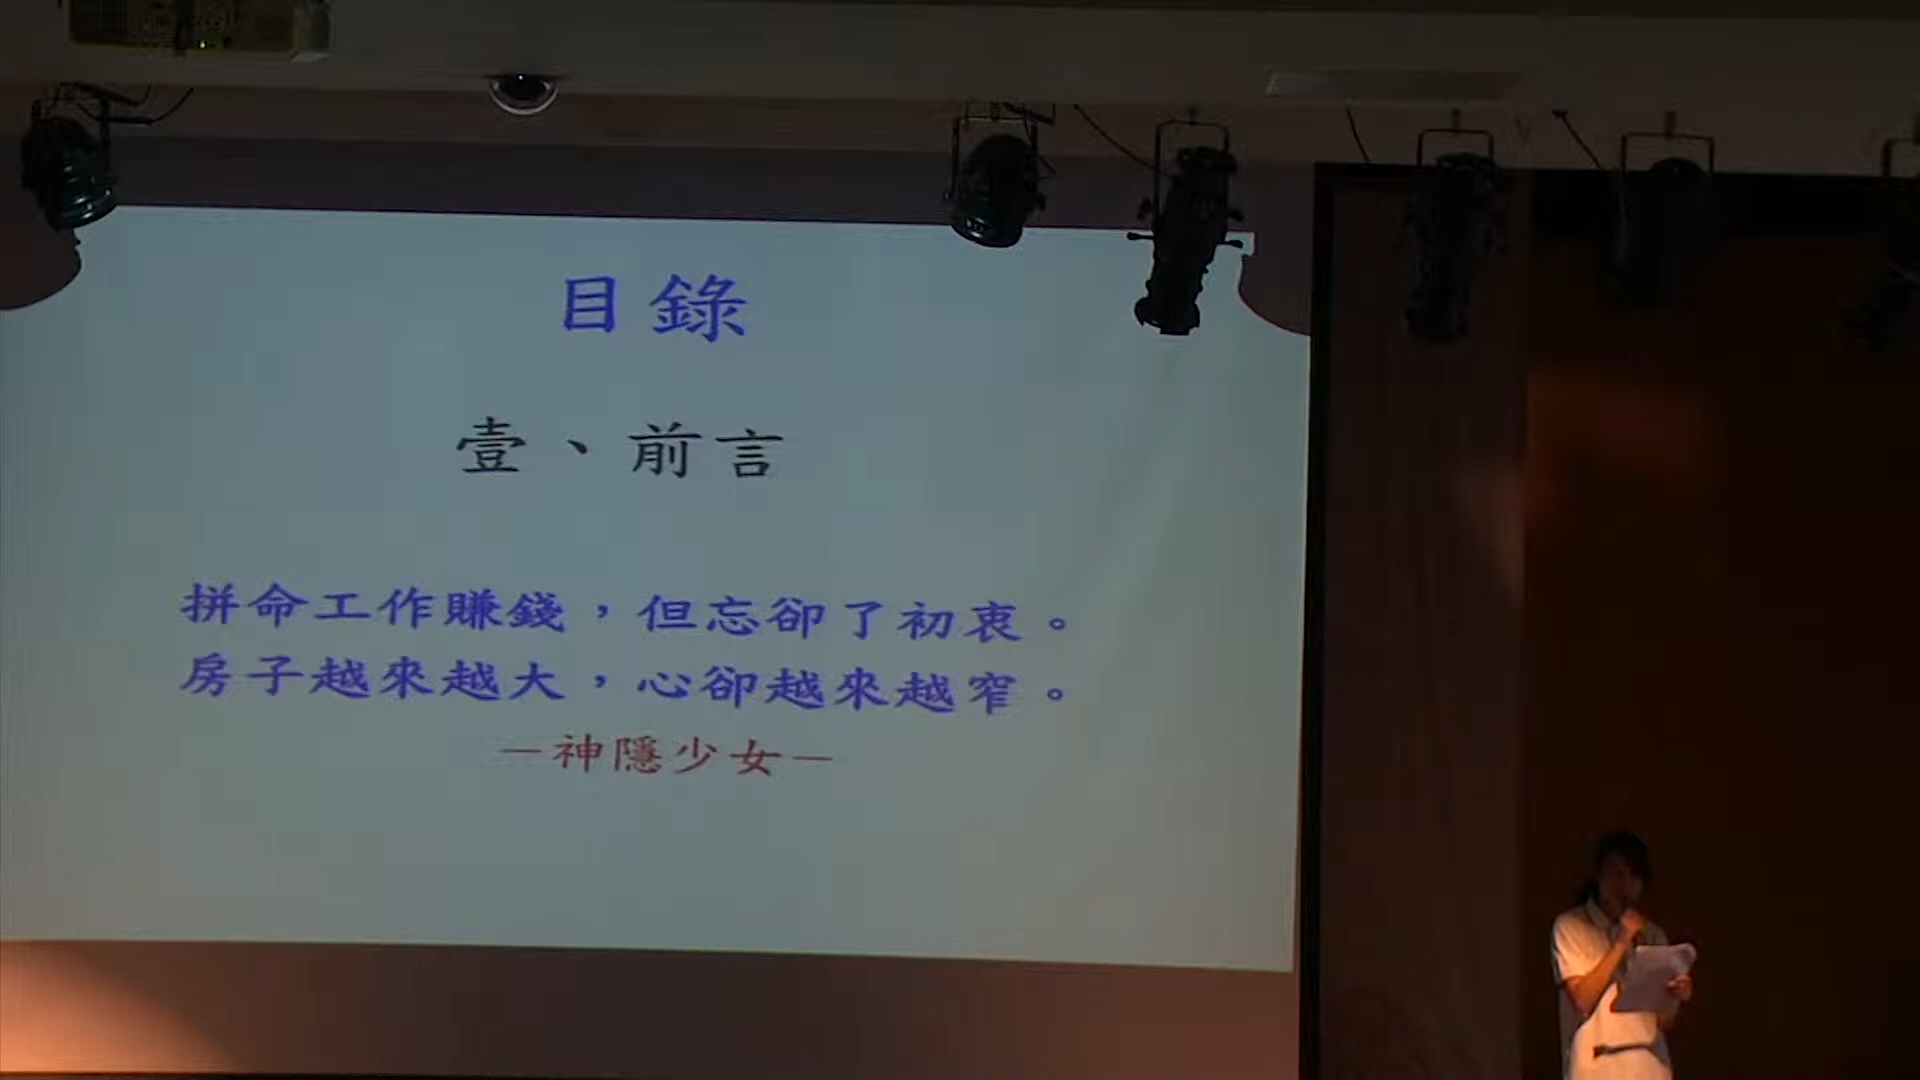 目錄
壹、前言
拼命工作賺錢，但忘卻了初衷。
房子越來越大，心卻越來越窄。
－神隱少女－